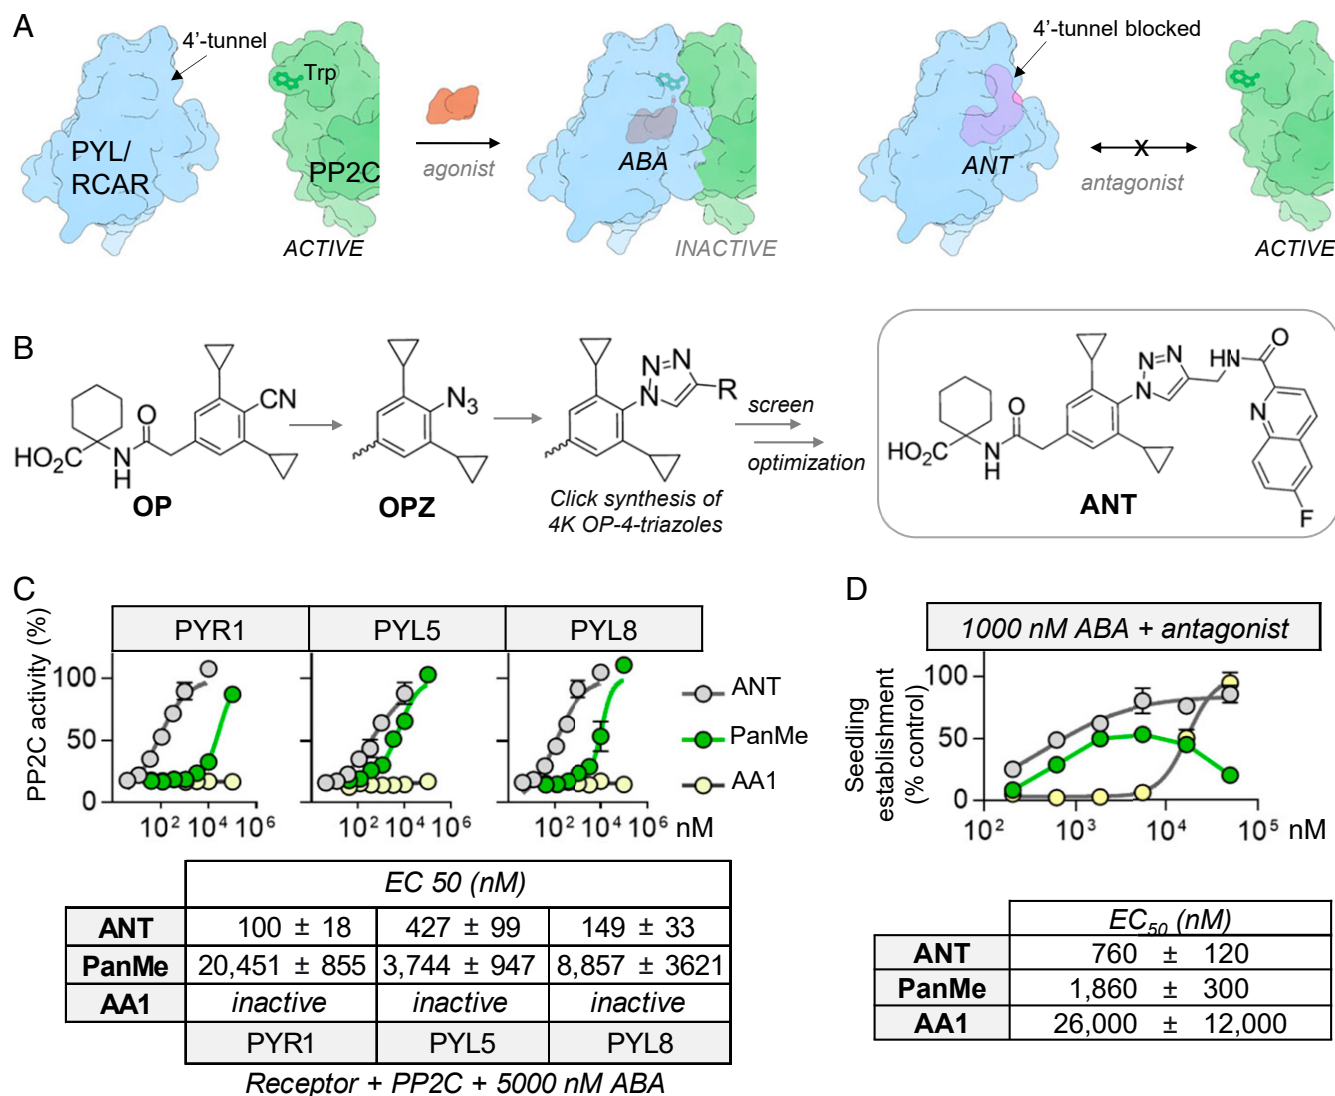 A
4'-tunnel
Trp
PYL/
RCAR
PP2C
ACTIVE
agonist
ABA
INACTIVE
4'-tunnel blocked
ANT
X
antagonist
ACTIVE
B
HO₂C
N
H
O
CN
OP
N₃
OPZ
N=N
N
R
Click synthesis of
4K OP-4-triazoles
screen
optimization
HO₂C
N
H
O
N=N
N
HN
O
N
F
ANT
C
PYR1 PYL5 PYL8
PP2C activity (%)
100
50
0
10² 10⁴ 10⁶ 10² 10⁴ 10⁶ 10² 10⁴ 10⁶ nM
ANT
PanMe
AA1
EC 50 (nM)
ANT 100 ± 18 427 ± 99 149 ± 33
PanMe 20,451 ± 855 3,744 ± 947 8,857 ± 3621
AA1 inactive inactive inactive
PYR1 PYL5 PYL8
Receptor + PP2C + 5000 nM ABA
D
1000 nM ABA + antagonist
Seedling
establishment
(% control)
100
50
0
10² 10³ 10⁴ 10⁵ nM
EC₅₀ (nM)
ANT 760 ± 120
PanMe 1,860 ± 300
AA1 26,000 ± 12,000